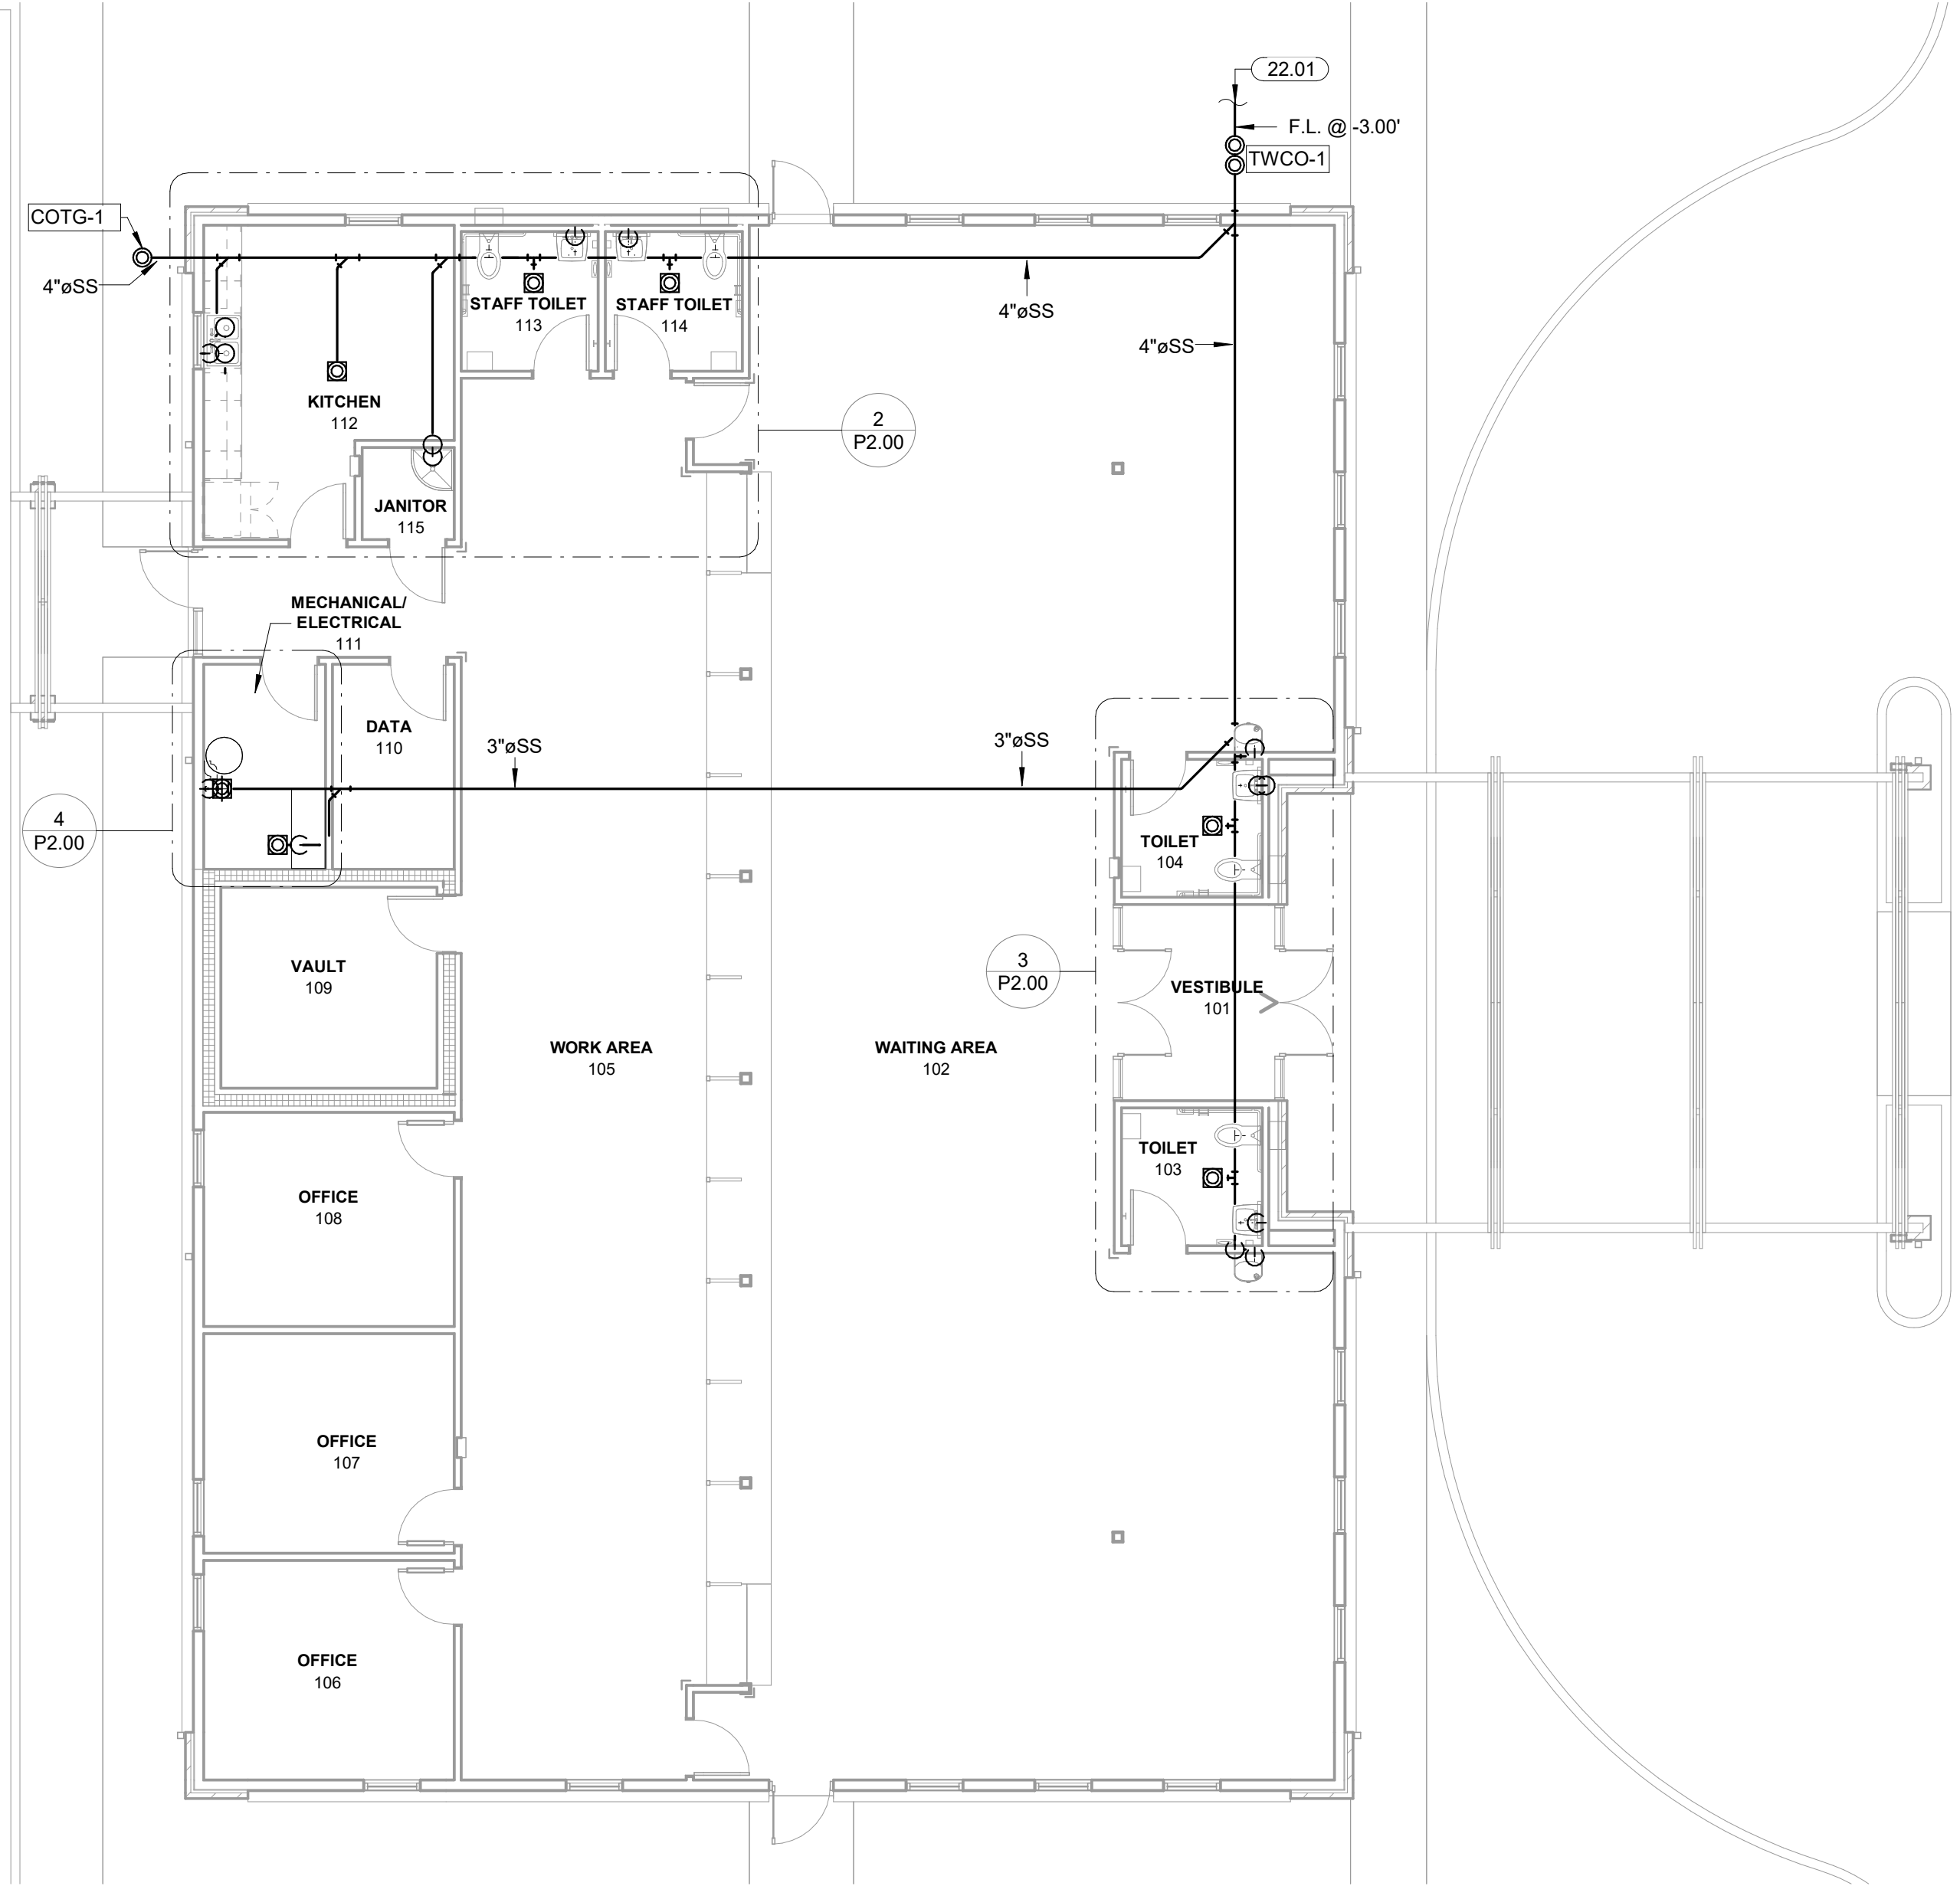 22.01
F.L. @ -3.00'
TWCO-1
COTG-1
4"øSS
STAFF TOILET
113
STAFF TOILET
114
4"øSS
4"øSS
KITCHEN
112
2
P2.00
JANITOR
115
MECHANICAL/
ELECTRICAL
111
DATA
110
3"øSS
3"øSS
4
P2.00
TOILET
104
VAULT
109
3
P2.00
VESTIBULE
101
WORK AREA
105
WAITING AREA
102
TOILET
103
OFFICE
108
OFFICE
107
OFFICE
106